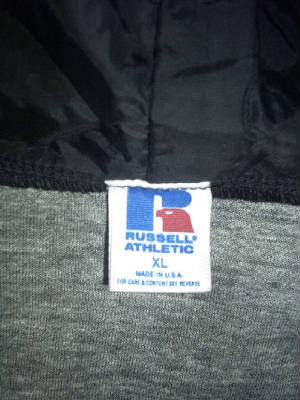 R
RUSSELL®
ATHLETIC
XL
MADE IN U.S.A.
FOR CARE & CONTENT SEE REVERSE